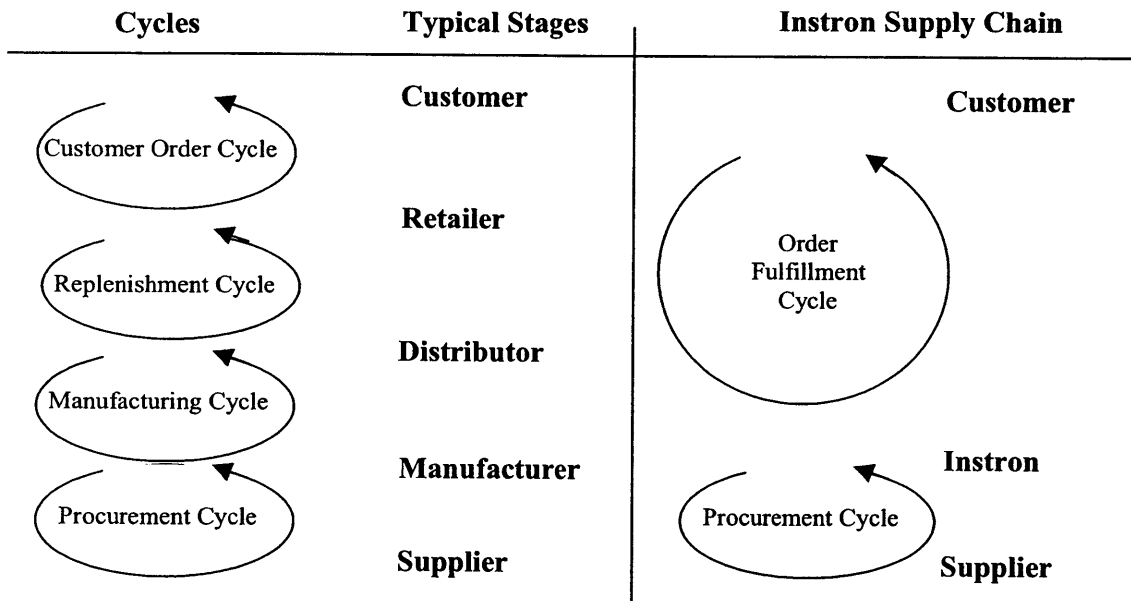 Cycles
Typical Stages
Instron Supply Chain
Customer
Customer
Customer Order Cycle
Retailer
Order
Fulfillment
Cycle
Replenishment Cycle
Distributor
Manufacturing Cycle
Manufacturer
Instron
Procurement Cycle
Procurement Cycle
Supplier
Supplier